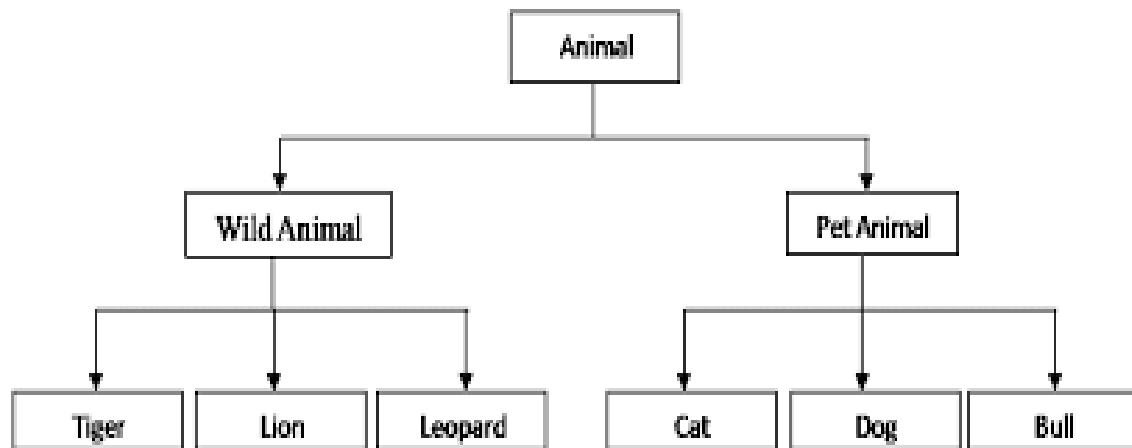 Animal
Wild Animal
Pet Animal
Tiger
Lion
Leopard
Cat
Dog
Bull